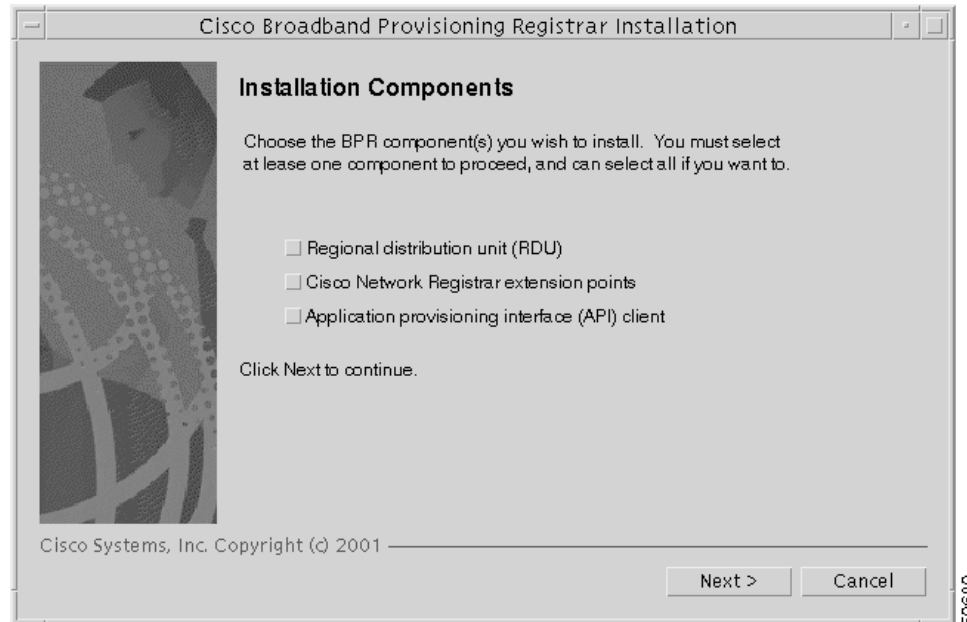 Cisco Broadband Provisioning Registrar Installation
Installation Components
Choose the BPR component(s) you wish to install. You must select
at lease one component to proceed, and can select all if you want to.
Regional distribution unit (RDU)
Cisco Network Registrar extension points
Application provisioning interface (API) client
Click Next to continue.
Cisco Systems, Inc. Copyright (c) 2001
Next >
Cancel